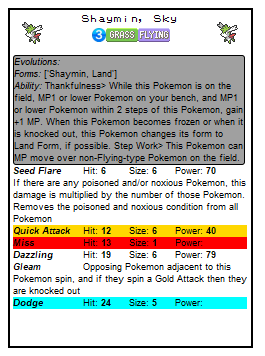 Shaymin, Sky
3 GRASS FLYING
Evolutions:
Forms: ['Shaymin, Land']
Ability: Thankfulness> While this Pokemon is on the
field, MP1 or lower Pokemon on your bench, and MP1
or lower Pokemon within 2 steps of this Pokemon, gain
+1 MP. When this Pokemon becomes frozen or when it
is knocked out, this Pokemon changes its form to
Land Form, if possible. Step Work> This Pokemon can
MP move over non-Flying-type Pokemon on the field.
Seed Flare Hit: 6 Size: 6 Power: 70
If there are any poisoned and/or noxious Pokemon, this
damage is multiplied by the number of those Pokemon.
Removes the poisoned and noxious condition from all
Pokemon
Quick Attack Hit: 12 Size: 6 Power: 40
Miss Hit: 13 Size: 1 Power:
Dazzling Hit: 19 Size: 6 Power: 79
Gleam Opposing Pokemon adjacent to this
Pokemon spin, and if they spin a Gold Attack then they
are knocked out
Dodge Hit: 24 Size: 5 Power: